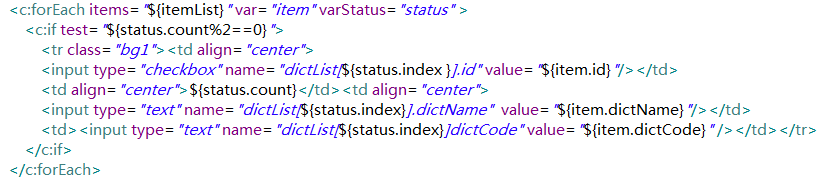 <c:forEach items="${itemList}" var="item" varStatus="status" >
<c:if test="${status.count%2==0}">
<tr class="bg1"><td align="center">
<input type="checkbox" name="dictList[${status.index }].id" value="${item.id}"/></td>
<td align="center">${status.count}</td><td align="center">
<input type="text" name="dictList[${status.index}].dictName" value="${item.dictName}"/></td>
<td><input type="text" name="dictList[${status.index}]dictCode" value="${item.dictCode}" /></td></tr>
</c:if>
</c:forEach>